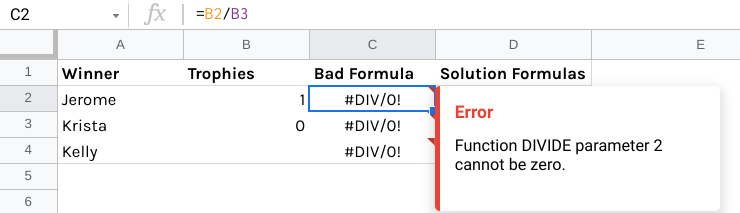 C2 fx =B2/B3
A B C D E
1 Winner Trophies Bad Formula Solution Formulas
2 Jerome 1 #DIV/0!
3 Krista 0 #DIV/0!
4 Kelly #DIV/0!
5
6
Error
Function DIVIDE parameter 2
cannot be zero.